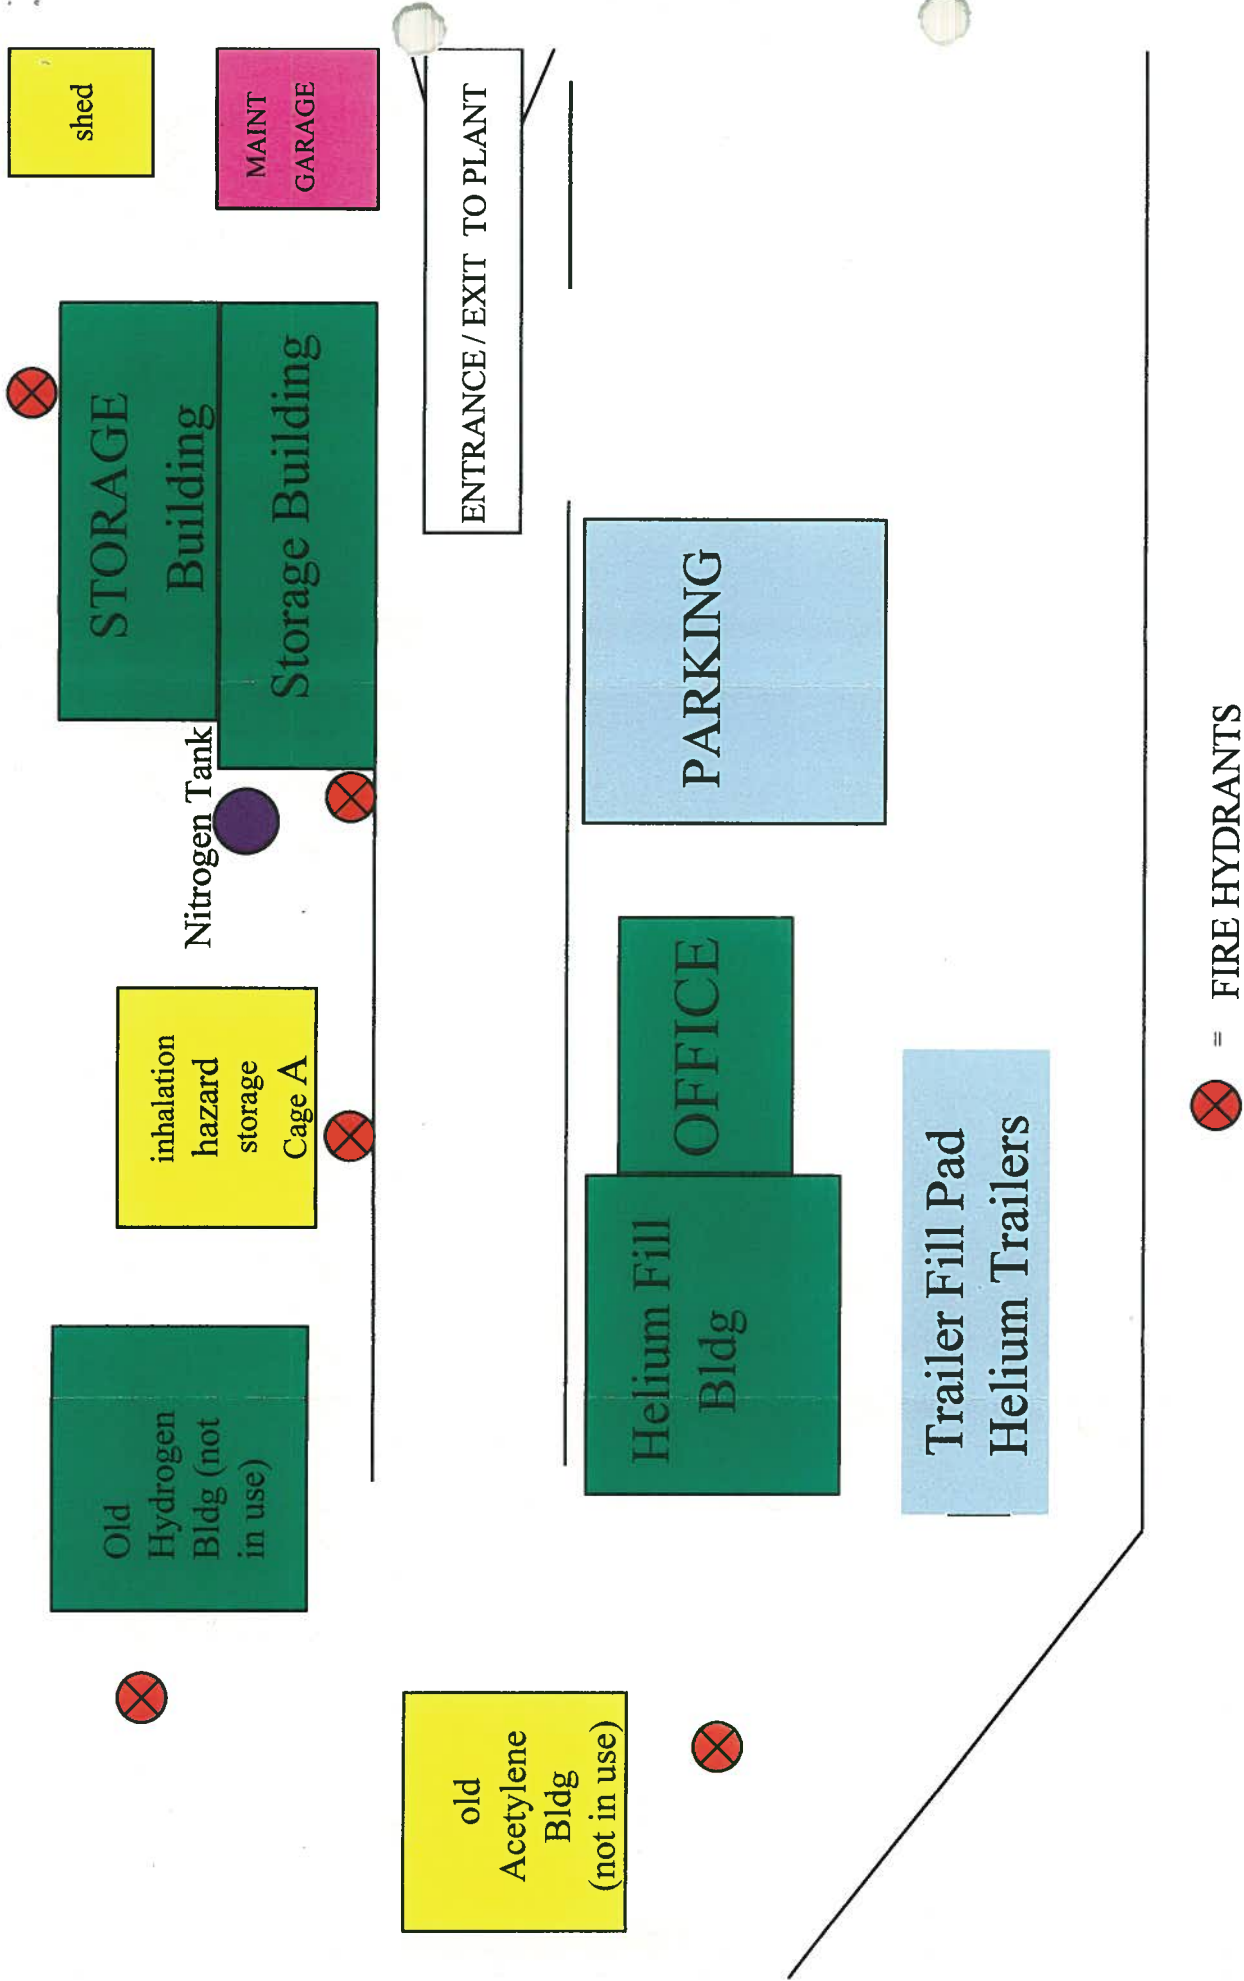 Old
Hydrogen
Bldg (not
in use)
inhalation
hazard
storage
Cage A
Nitrogen Tank
STORAGE
Building
Storage Building
shed
MAINT
GARAGE
ENTRANCE / EXIT TO PLANT
old
Acetylene
Bldg
(not in use)
Helium Fill
Bldg
OFFICE
PARKING
Trailer Fill Pad
Helium Trailers
= FIRE HYDRANTS